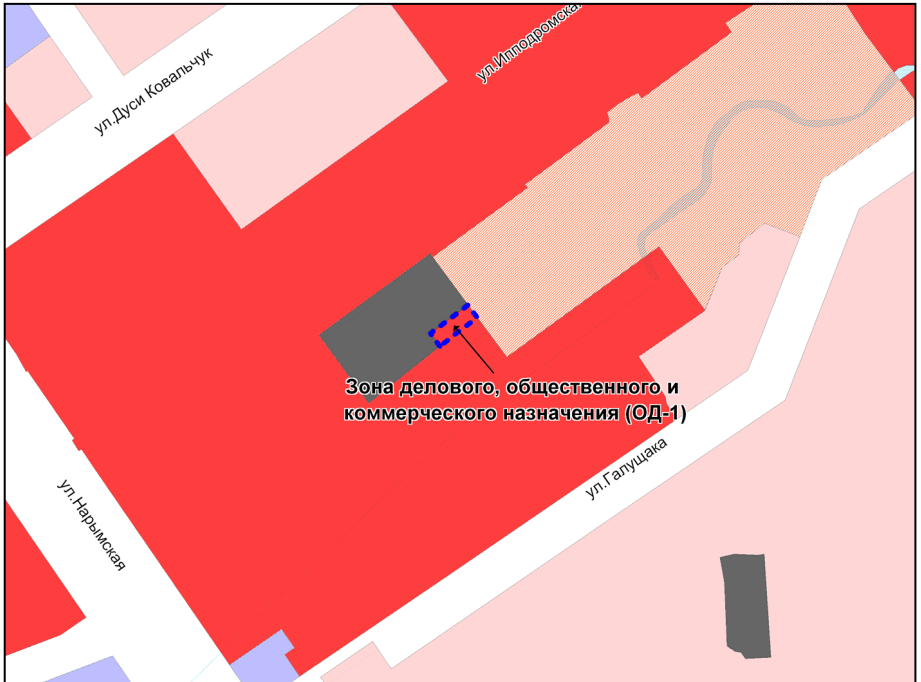 ул.Ипподромская
ул.Дуси Ковальчук
Зона делового, общественного и
коммерческого назначения (ОД-1)
ул.Галущака
ул.Нарымская